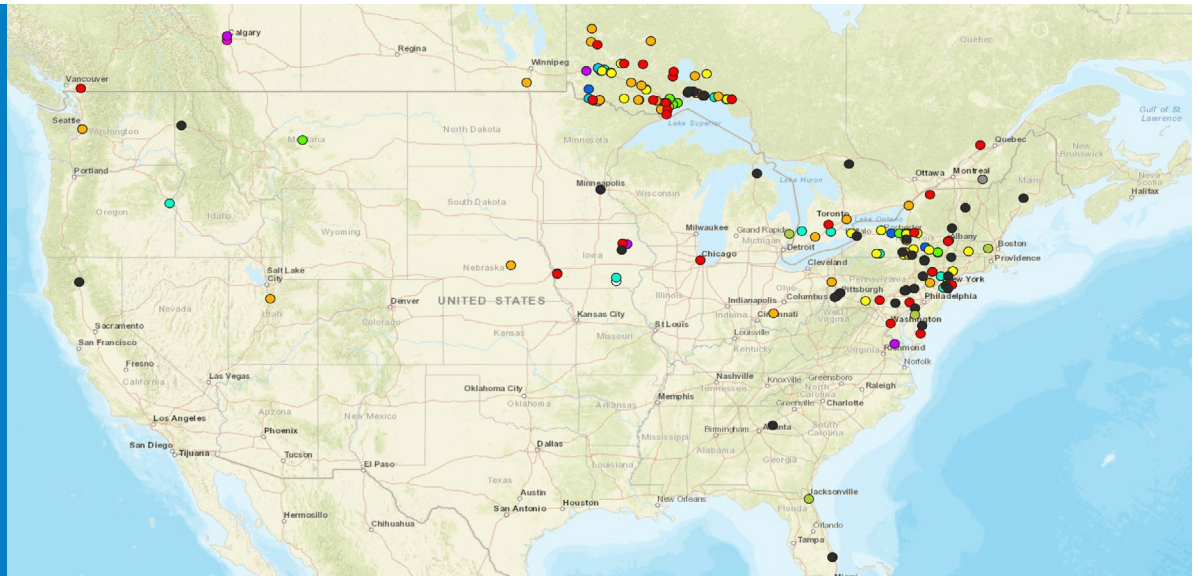 Calgary
Regina
Winnipeg
Québec
Gulf of St.
Lawrence
Vancouver
Seattle
Washington
North Dakota
Minnesota
Lake Superior
Quebec
New
Brunswick
Portland
Minneapolis
Wisconsin
Lake Huron
Ottawa
Montreal
Maine
Nova
Scotia
Halifax
Oregon
Idaho
South Dakota
Toronto
Lake Ontario
Wyoming
Milwaukee
Grand Rapids
Michigan
Detroit
Albany
Boston
Providence
Iowa
Chicago
Cleveland
Salt Lake
City
Nebraska
Pennsylvania
New York
Nevada
Utah
Denver
UNITED STATES
Illinois
Indianapolis
Ohio
Columbus
Pittsburgh
Philadelphia
Sacramento
San Francisco
Colorado
Kansas City
Kansas
Missouri
St Louis
Indiana
Cincinnati
Louisville
Kentucky
West
Virginia
Washington
Virginia
Richmond
Norfolk
Fresno
California
Las Vegas
Oklahoma City
Oklahoma
Nashville
Tennessee
Knoxville
Greensboro
North
Carolina
Raleigh
Los Angeles
Arizona
New Mexico
Arkansas
Memphis
Greenville
Charlotte
San Diego
Tijuana
Phoenix
Tucson
Mississippi
Birmingham
Alabama
Atlanta
South
Carolina
Georgia
El Paso
Dallas
Texas
Louisiana
Austin
San Antonio
Houston
New Orleans
Jacksonville
Florida
Hermosillo
Chihuahua
Orlando
Tampa